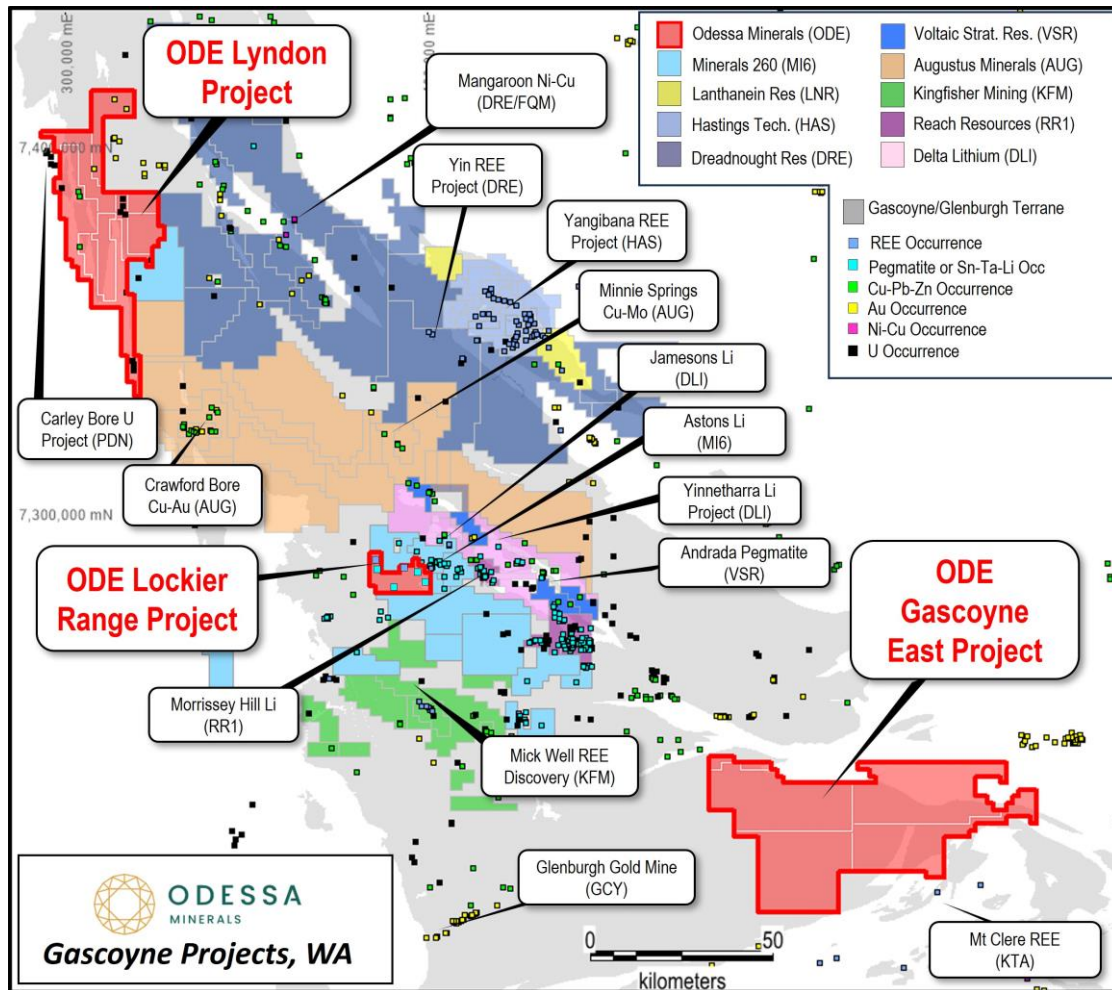 300,000 mE
000 mE
7,400,000 mN
7,300,000 mN
ODE Lyndon
Project
Mangaroon Ni-Cu
(DRE/FQM)
Yin REE
Project (DRE)
Yangibana REE
Project (HAS)
Minnie Springs
Cu-Mo (AUG)
Jamesons Li
(DLI)
Astons Li
(MI6)
Yinnetharra Li
Project (DLI)
Andrada Pegmatite
(VSR)
Carley Bore U
Project (PDN)
Crawford Bore
Cu-Au (AUG)
ODE Lockier
Range Project
ODE
Gascoyne
East Project
Morrissey Hill Li
(RR1)
Mick Well REE
Discovery (KFM)
Glenburgh Gold Mine
(GCY)
Mt Clere REE
(KTA)
Odessa Minerals (ODE)
Minerals 260 (MI6)
Lanthanein Res (LNR)
Hastings Tech. (HAS)
Dreadnought Res (DRE)
Voltaic Strat. Res. (VSR)
Augustus Minerals (AUG)
Kingfisher Mining (KFM)
Reach Resources (RR1)
Delta Lithium (DLI)
Gascoyne/Glenburgh Terrane
REE Occurrence
Pegmatite or Sn-Ta-Li Occ
Cu-Pb-Zn Occurrence
Au Occurrence
Ni-Cu Occurrence
U Occurrence
ODESSA
MINERALS
Gascoyne Projects, WA
0 50
kilometers